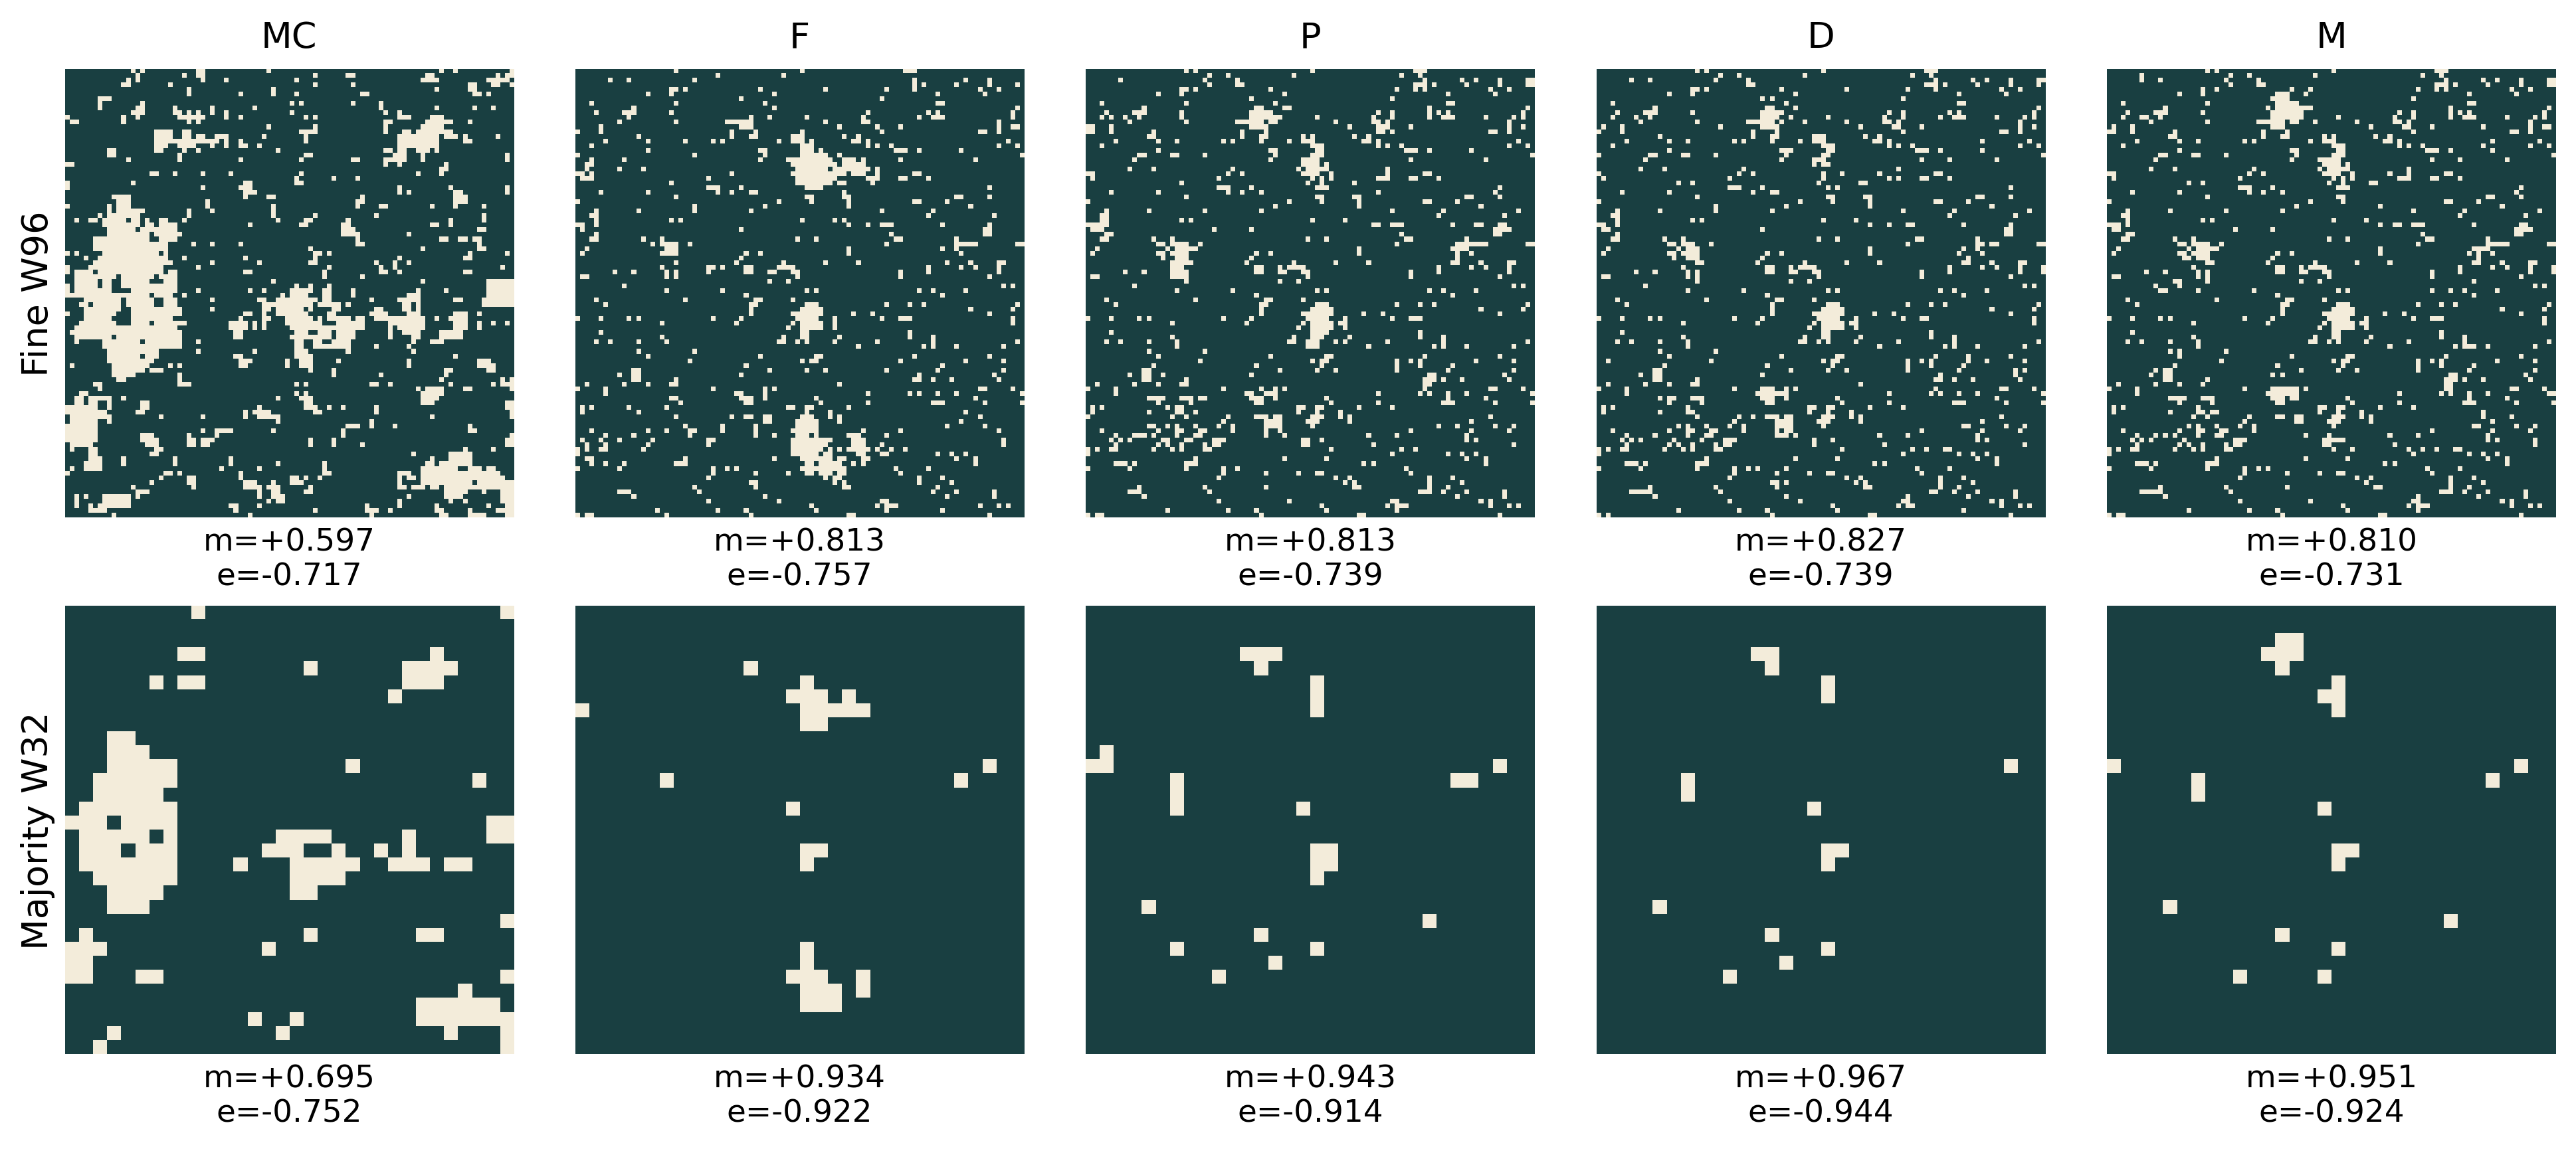 MC F P D M
Fine W96
m=+0.597 m=+0.813 m=+0.813 m=+0.827 m=+0.810
e=-0.717 e=-0.757 e=-0.739 e=-0.739 e=-0.731
Majority W32
m=+0.695 m=+0.934 m=+0.943 m=+0.967 m=+0.951
e=-0.752 e=-0.922 e=-0.914 e=-0.944 e=-0.924